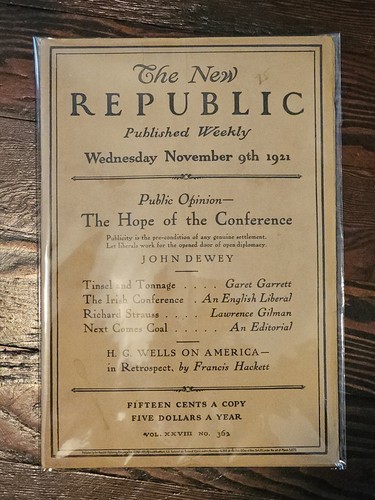 The New
REPUBLIC
Published Weekly
Wednesday November 9th 1921
Public Opinion—
The Hope of the Conference
Publicity is the pre-condition of any genuine settlement.
Let liberals work for the opened door of open diplomacy.
JOHN DEWEY
Tinsel and Tonnage . . . . Garet Garrett
The Irish Conference . An English Liberal
Richard Strauss . . . . . Lawrence Gilman
Next Comes Coal . . . . . An Editorial
H. G. WELLS ON AMERICA—
in Retrospect, by Francis Hackett
FIFTEEN CENTS A COPY
FIVE DOLLARS A YEAR
VOL. XXVIII NO. 362